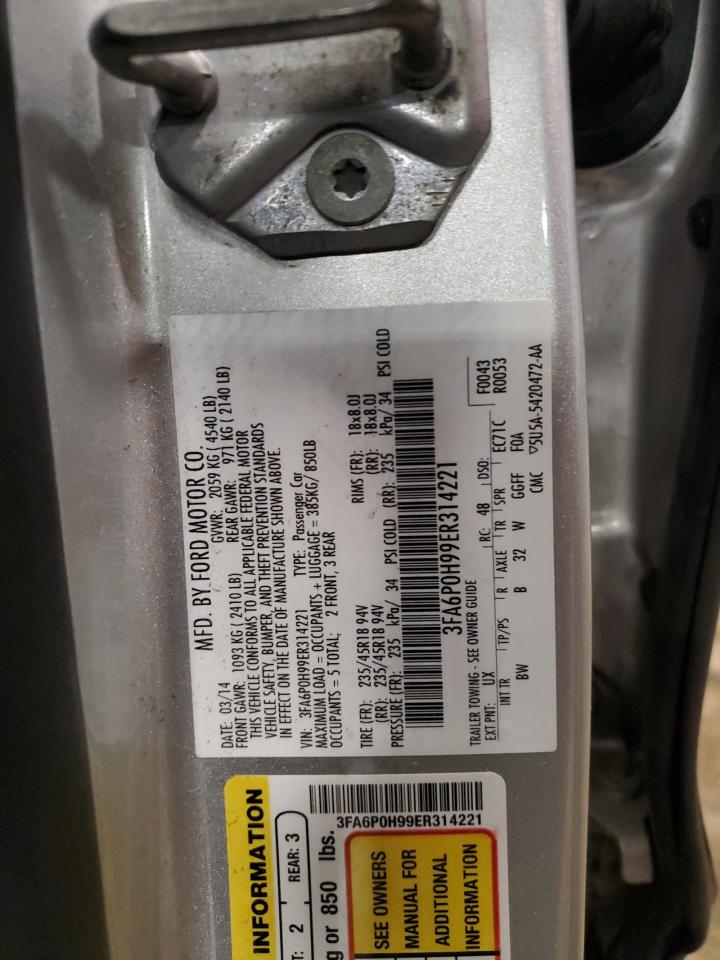 MFD. BY FORD MOTOR CO.
DATE: 03/14 GVWR: 2059 KG ( 4540 LB)
FRONT GAWR: 1093 KG ( 2410 LB) REAR GAWR: 971 KG ( 2140 LB)
THIS VEHICLE CONFORMS TO ALL APPLICABLE FEDERAL MOTOR
VEHICLE SAFETY, BUMPER, AND THEFT PREVENTION STANDARDS
IN EFFECT ON THE DATE OF MANUFACTURE SHOWN ABOVE.
VIN: 3FA6P0H99ER314221 TYPE: Passenger Car
MAXIMUM LOAD = OCCUPANTS + LUGGAGE = 385KG/ 850LB
OCCUPANTS = 5 TOTAL; 2 FRONT, 3 REAR
TIRE (FR): 235/45R18 94V RIMS (FR): 18x8.0J
(RR): 235/45R18 94V (RR): 18x8.0J
PRESSURE (FR): 235 kPa/ 34 PSI COLD (RR): 235 kPa/ 34 PSI COLD
3FA6P0H99ER314221
TRAILER TOWING - SEE OWNER GUIDE F0043
EXT PNT: UX RC: 48 DSO: R0053
INT TR TP/PS R AXLE TR SPR EC71C
BW B 32 W GGFF F0A
CMC ▽5U5A-5420472-AA
INFORMATION
T: 2 REAR: 3
g or 850 lbs.
3FA6P0H99ER314221
SEE OWNERS
MANUAL FOR
ADDITIONAL
INFORMATION